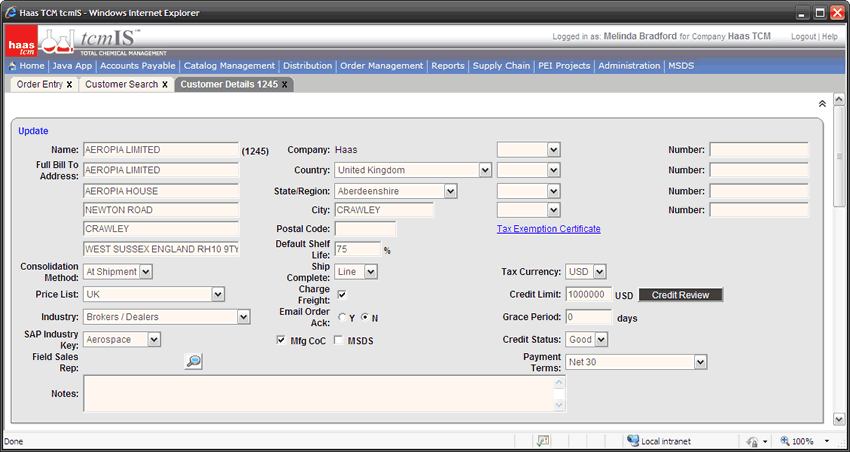 Haas TCM tcmIS - Windows Internet Explorer
haas tcm tcmIS™ TOTAL CHEMICAL MANAGEMENT
Logged in as: Melinda Bradford for Company Haas TCM Logout | Help
Home | Java App | Accounts Payable | Catalog Management | Distribution | Order Management | Reports | Supply Chain | PEI Projects | Administration | MSDS
Order Entry x Customer Search x Customer Details 1245 x
Update
Name: AEROPIA LIMITED (1245) Company: Haas Number:
Full Bill To Address: AEROPIA LIMITED Country: United Kingdom Number:
AEROPIA HOUSE State/Region: Aberdeenshire Number:
NEWTON ROAD City: CRAWLEY Number:
CRAWLEY Postal Code: Tax Exemption Certificate
WEST SUSSEX ENGLAND RH10 9TY Default Shelf Life: 75 %
Consolidation Method: At Shipment Ship Complete: Line Tax Currency: USD
Price List: UK Charge Freight: Credit Limit: 1000000 USD Credit Review
Industry: Brokers / Dealers Email Order Ack: Y N Grace Period: 0 days
SAP Industry Key: Aerospace Mfg CoC MSDS Credit Status: Good
Field Sales Rep: Payment Terms: Net 30
Notes:
Done Local intranet 100%